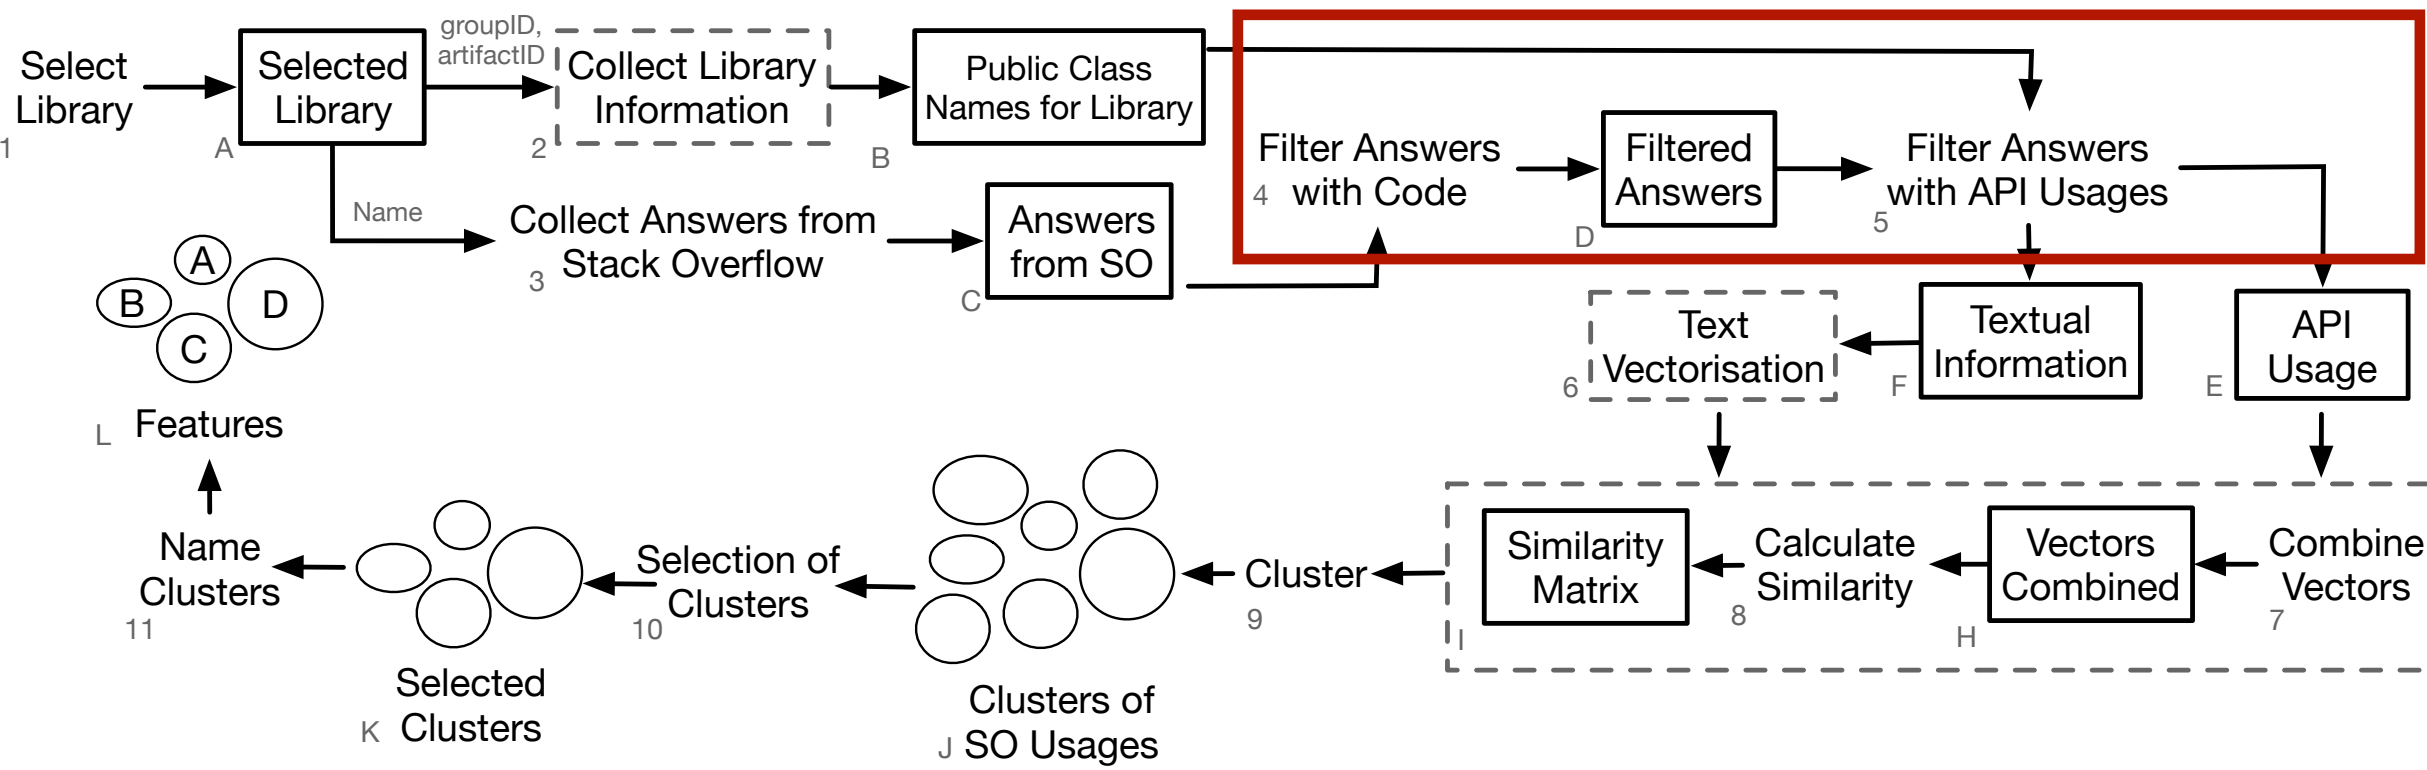 groupID,
artifactID
Select
Library
1
Selected
Library
A
Collect Library
Information
2
Public Class
Names for Library
B
Name
Collect Answers from
Stack Overflow
3
Answers
from SO
C
Filter Answers
with Code
4
Filtered
Answers
D
Filter Answers
with API Usages
5
Textual
Information
F
API
Usage
E
Text
Vectorisation
6
Combine
Vectors
7
Vectors
Combined
H
Calculate
Similarity
8
Similarity
Matrix
I
Cluster
9
Clusters of
SO Usages
J
Selection of
Clusters
10
Selected
Clusters
K
Name
Clusters
11
Features
L
A
B
C
D